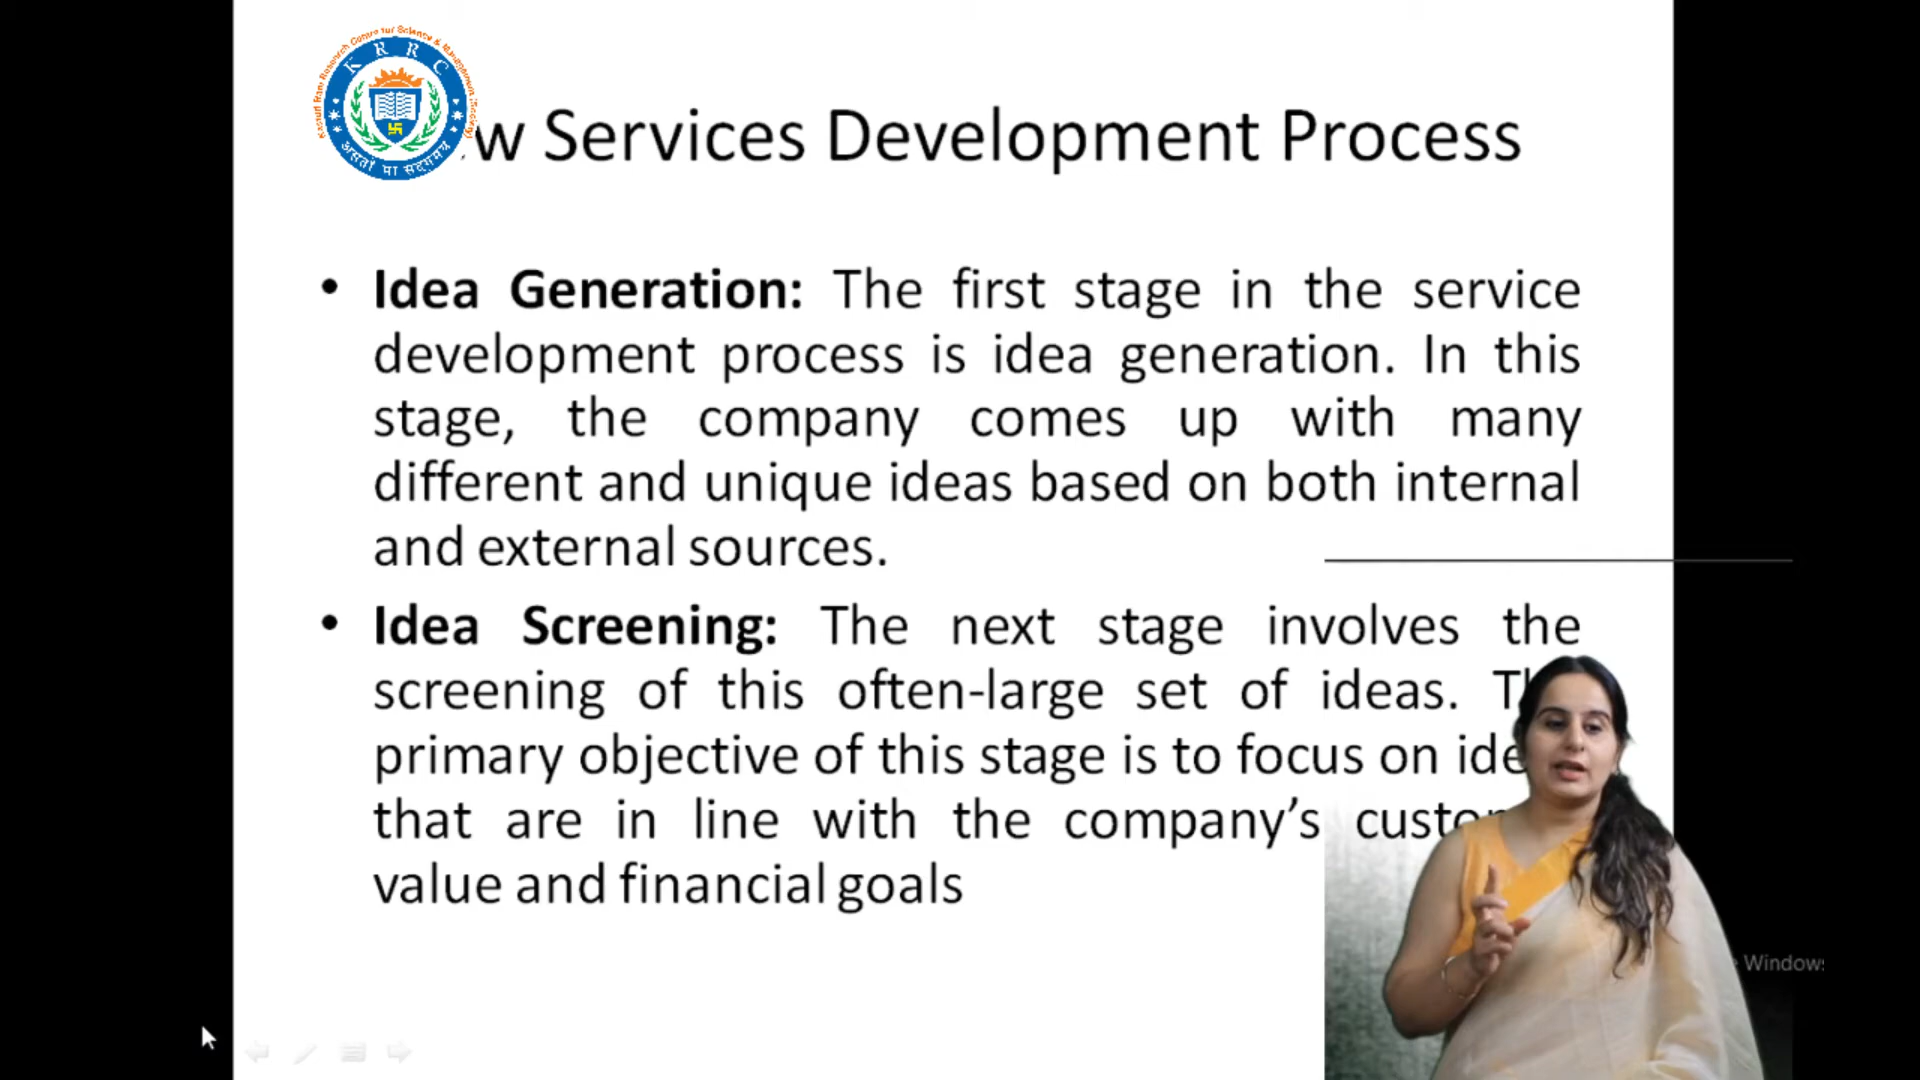 K R R C
असतो मा सदगमय
w Services Development Process
• Idea Generation: The first stage in the service
development process is idea generation. In this
stage, the company comes up with many
different and unique ideas based on both internal
and external sources.
• Idea Screening: The next stage involves the
screening of this often-large set of ideas.
primary objective of this stage is to focus on
that are in line with the company's
value and financial goals
Windows